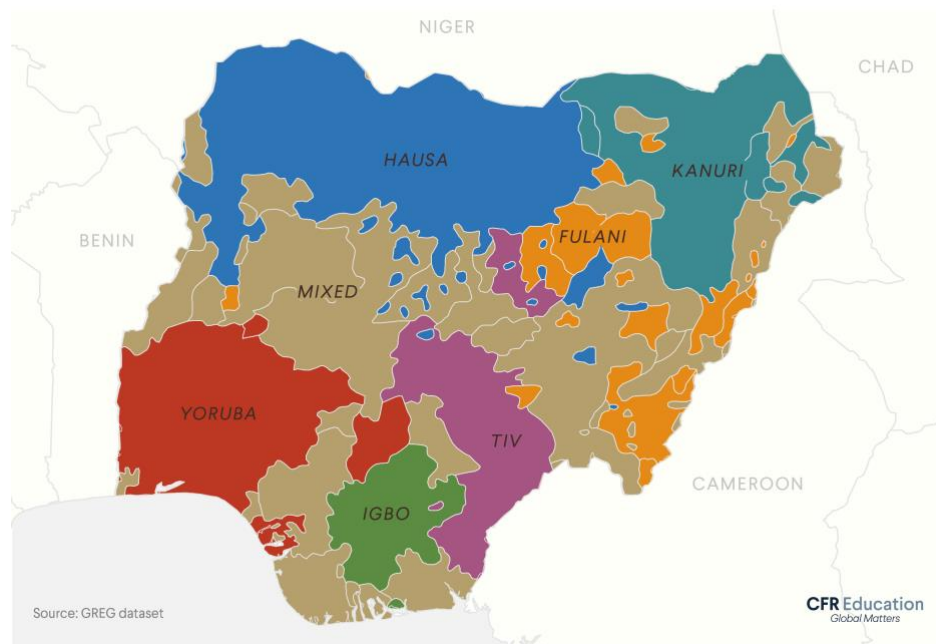 NIGER
CHAD
HAUSA
KANURI
BENIN
FULANI
MIXED
YORUBA
TIV
CAMEROON
IGBO
Source: GREG dataset
CFR Education
Global Matters